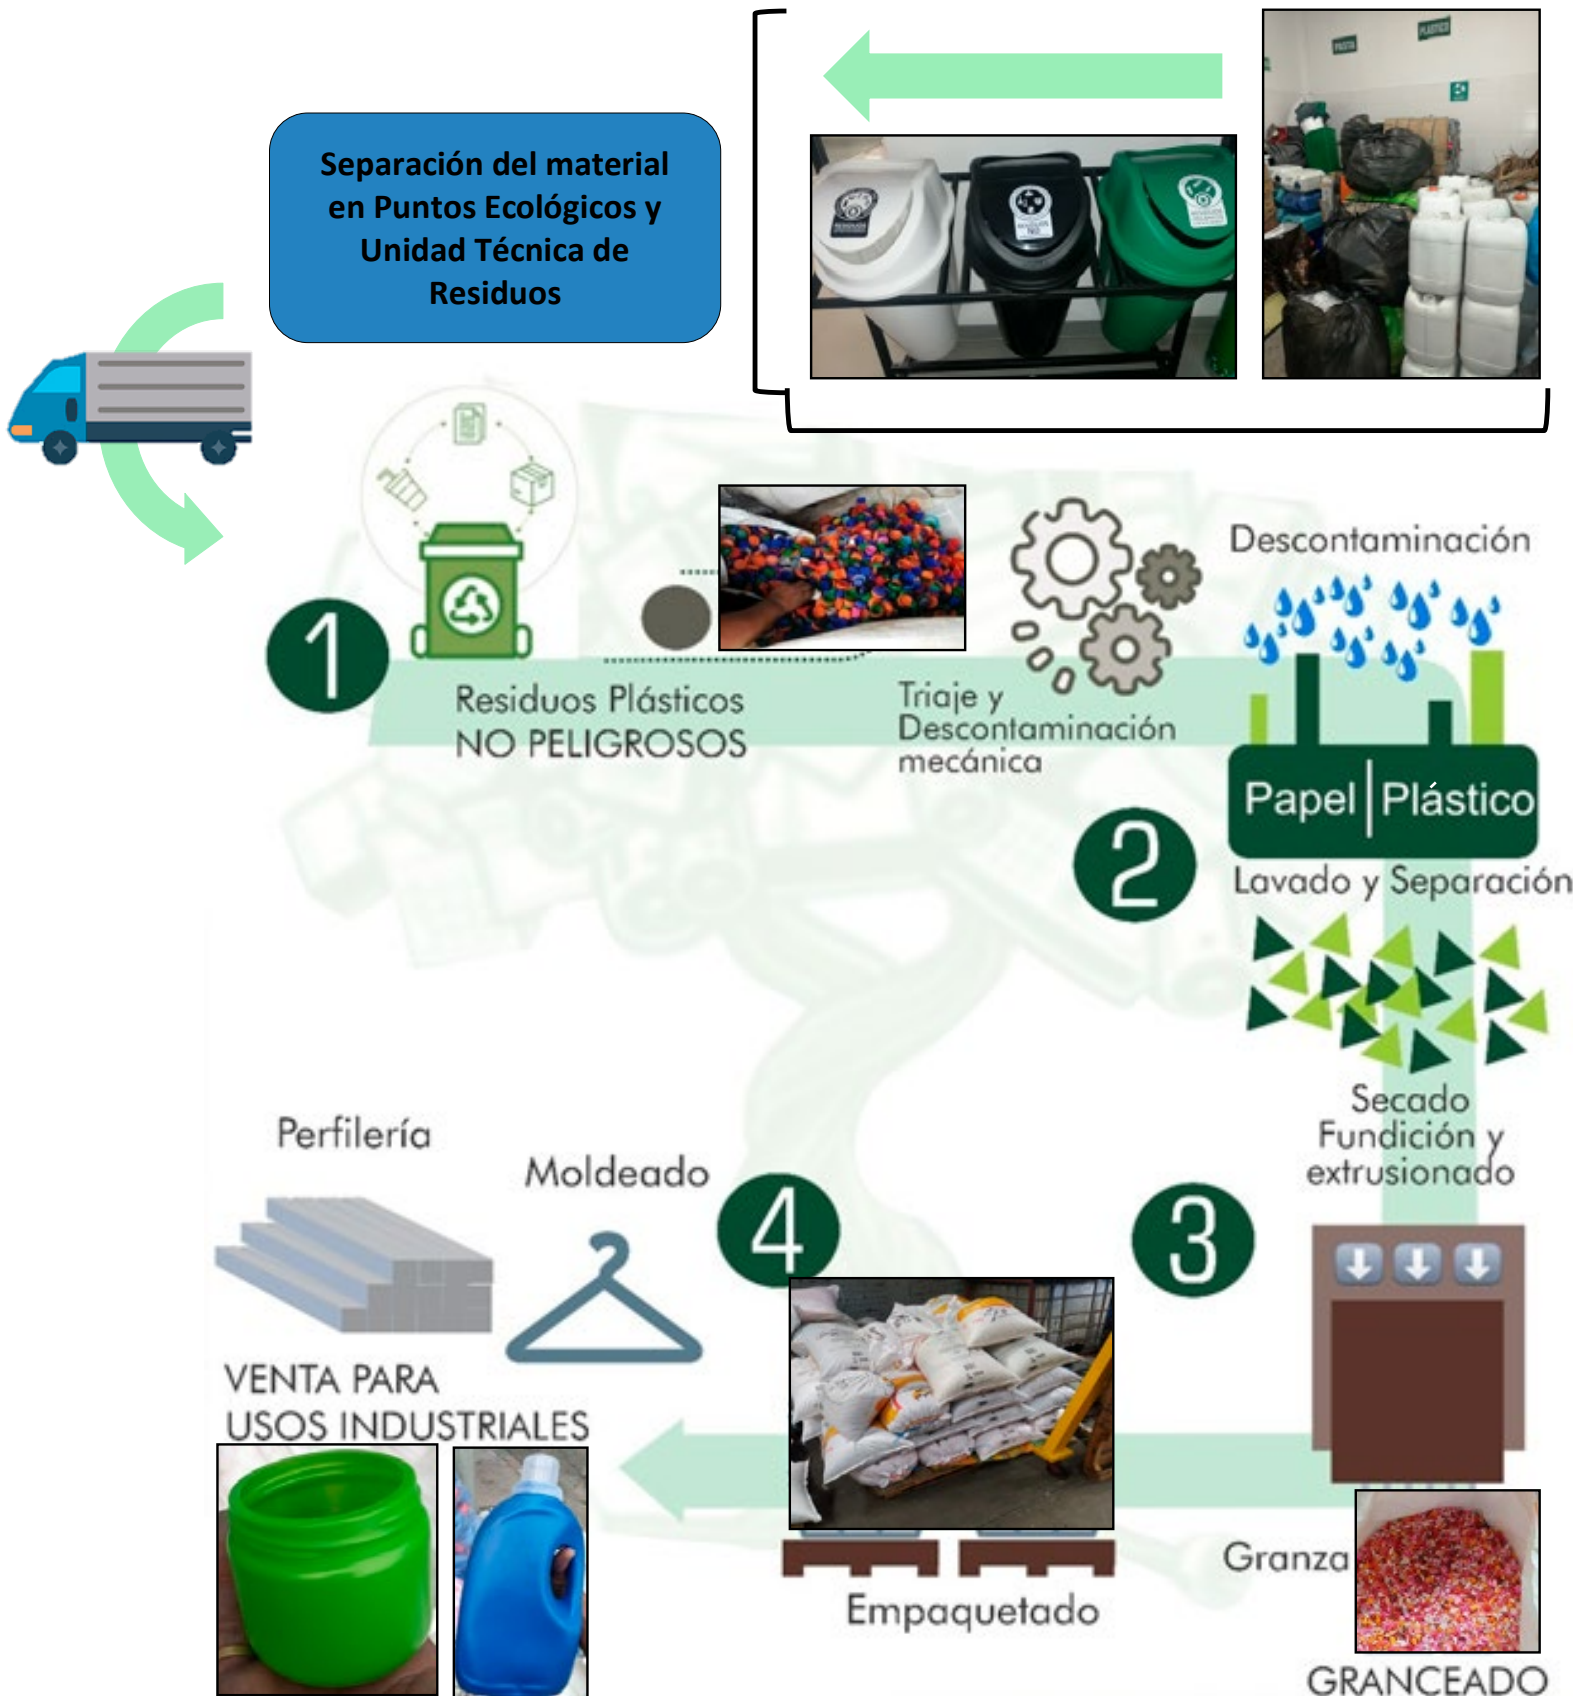 PASTA
PLASTICO
Separación del material
en Puntos Ecológicos y
Unidad Técnica de
Residuos
1
Residuos Plásticos
NO PELIGROSOS
Triaje y
Descontaminación
mecánica
Descontaminación
Papel | Plástico
2
Lavado y Separación
Secado
Fundición y
extrusionado
3
Granza
GRANCEADO
4
Empaquetado
Perfilería
Moldeado
VENTA PARA
USOS INDUSTRIALES